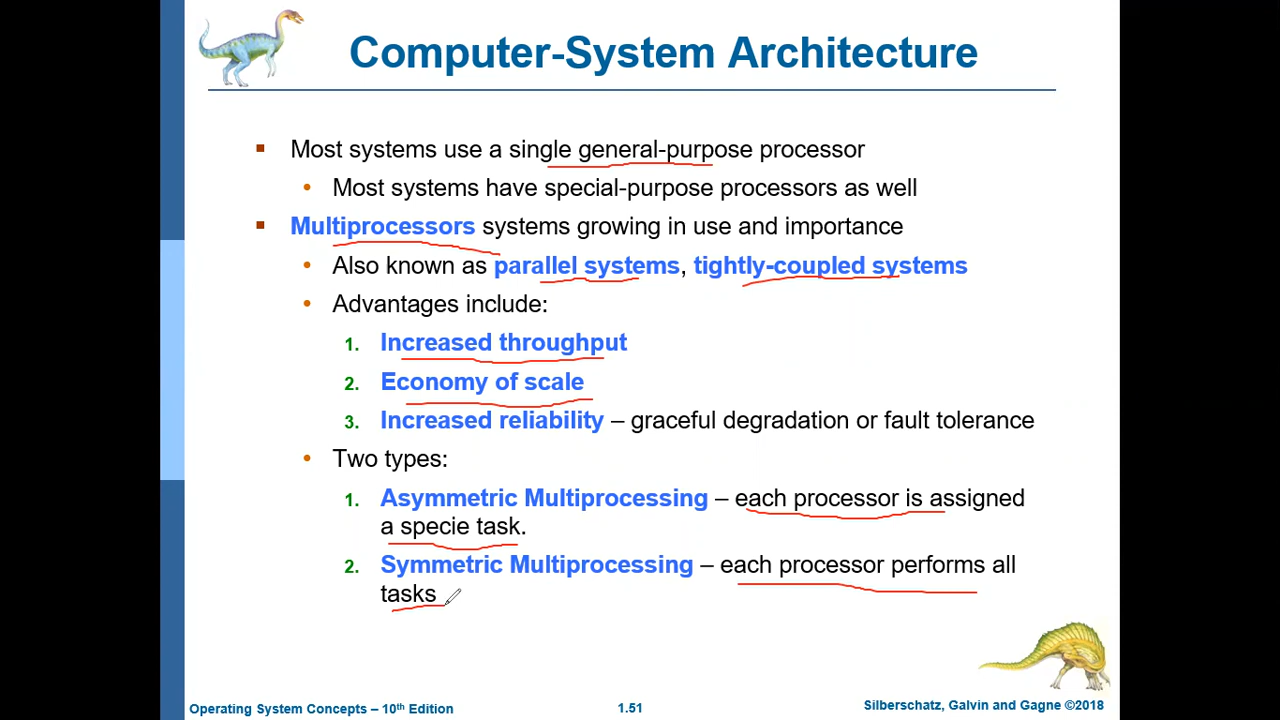 Computer-System Architecture
▪ Most systems use a single general-purpose processor
• Most systems have special-purpose processors as well
▪ Multiprocessors systems growing in use and importance
• Also known as parallel systems, tightly-coupled systems
• Advantages include:
1. Increased throughput
2. Economy of scale
3. Increased reliability – graceful degradation or fault tolerance
• Two types:
1. Asymmetric Multiprocessing – each processor is assigned
a specie task.
2. Symmetric Multiprocessing – each processor performs all
tasks
Operating System Concepts – 10th Edition
1.51
Silberschatz, Galvin and Gagne ©2018